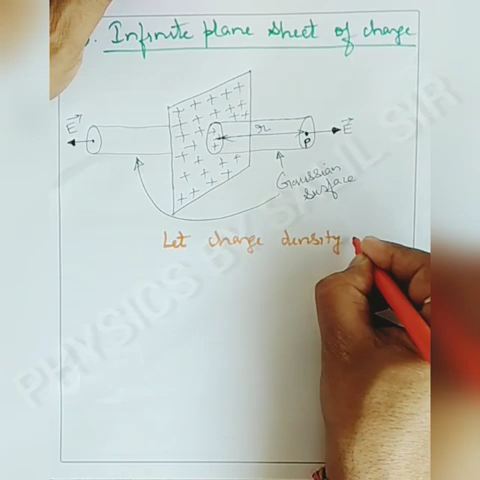 . Infinite plane sheet of charge
E E
r
P
Gaussian
Surface
Let charge density
PHYSICS BY SAHIL SIR